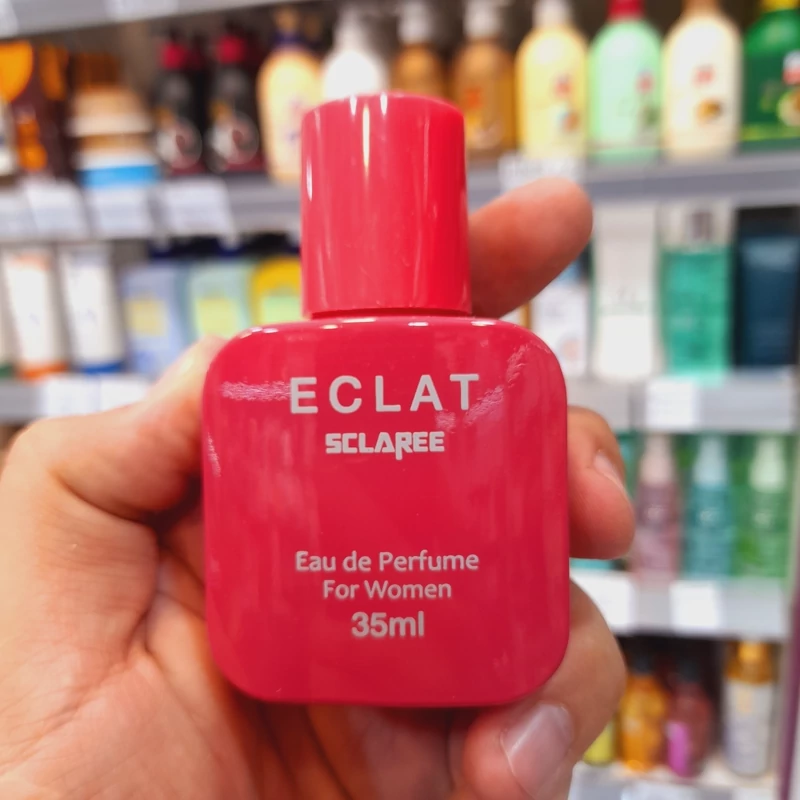 ECLAT
SCLAREE
Eau de Perfume
For Women
35ml